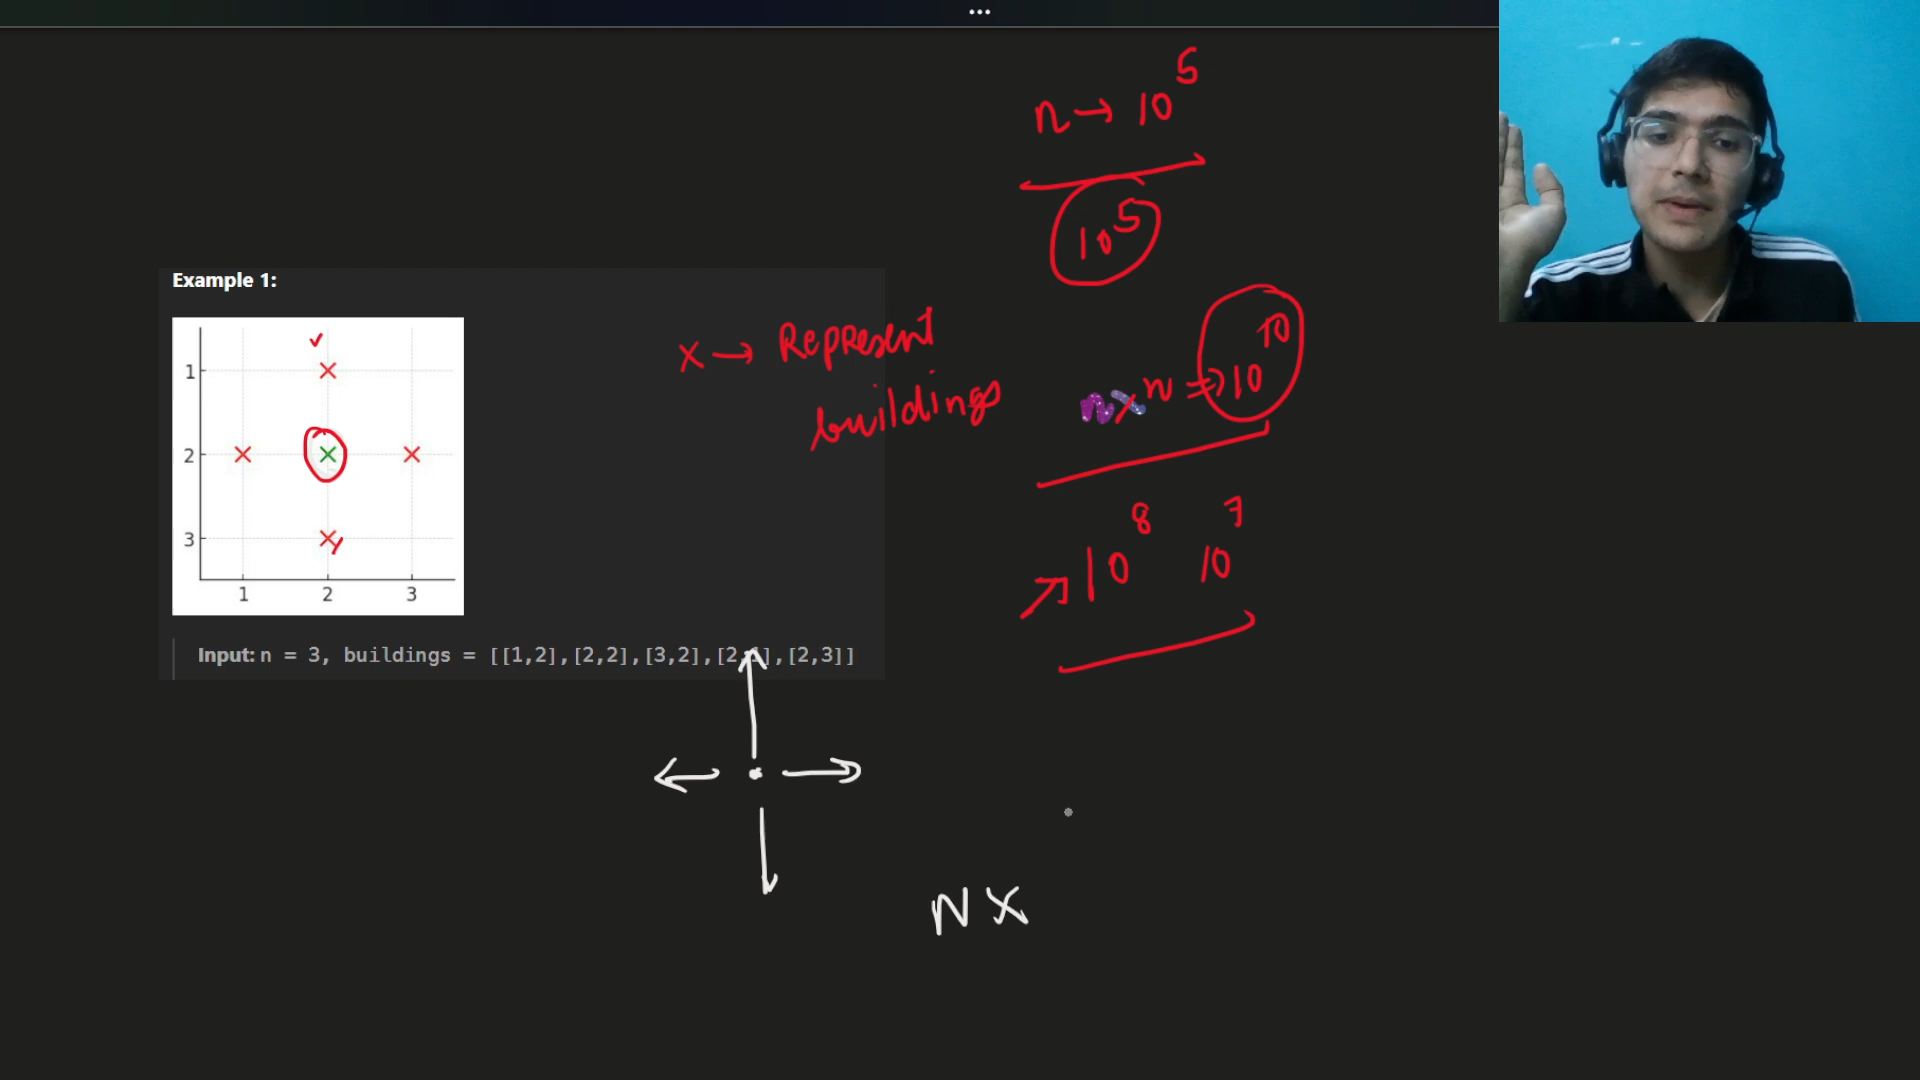 ...
n → 10^5
10^5
Example 1:
x → Represent
buildings
n x n => 10^10
1
2
3
1 2 3
10^8 10^7
Input: n = 3, buildings = [[1,2],[2,2],[3,2],[2,1],[2,3]]
N X